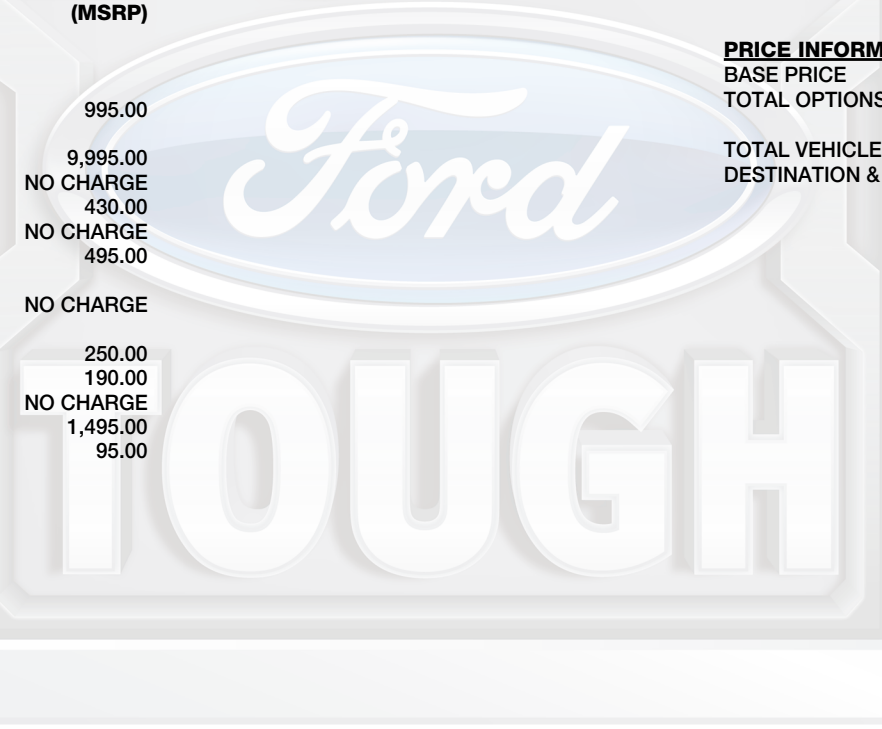 (MSRP)
995.00
9,995.00
NO CHARGE
430.00
NO CHARGE
495.00
NO CHARGE
250.00
190.00
NO CHARGE
1,495.00
95.00
PRICE INFORM
BASE PRICE
TOTAL OPTIONS
TOTAL VEHICLE
DESTINATION &
Ford
TOUGH